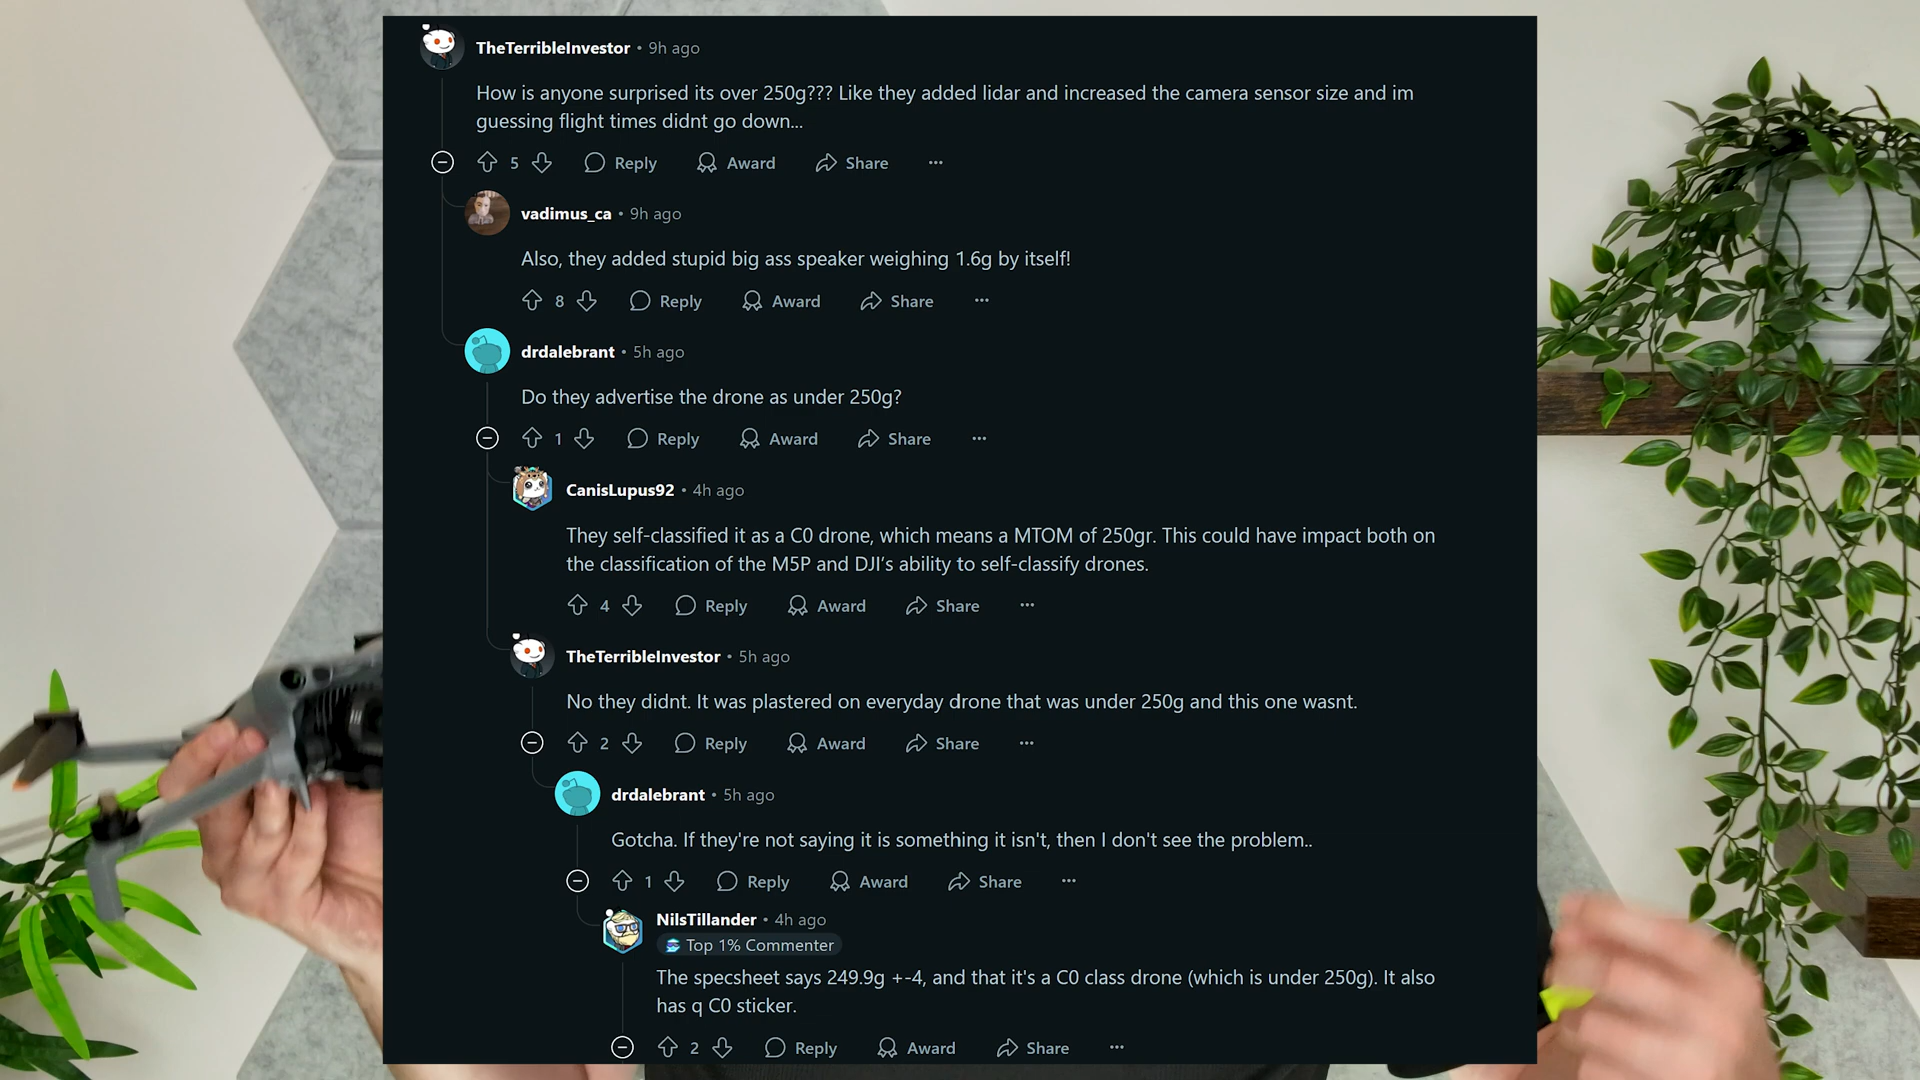 TheTerribleInvestor • 9h ago
How is anyone surprised its over 250g??? Like they added lidar and increased the camera sensor size and im
guessing flight times didnt go down...
5 Reply Award Share ...
vadimus_ca • 9h ago
Also, they added stupid big ass speaker weighing 1.6g by itself!
8 Reply Award Share ...
drdalebrant • 5h ago
Do they advertise the drone as under 250g?
1 Reply Award Share ...
CanisLupus92 • 4h ago
They self-classified it as a C0 drone, which means a MTOM of 250gr. This could have impact both on
the classification of the M5P and DJI’s ability to self-classify drones.
4 Reply Award Share ...
TheTerribleInvestor • 5h ago
No they didnt. It was plastered on everyday drone that was under 250g and this one wasnt.
2 Reply Award Share ...
drdalebrant • 5h ago
Gotcha. If they're not saying it is something it isn't, then I don't see the problem..
1 Reply Award Share ...
NilsTillander • 4h ago
Top 1% Commenter
The specsheet says 249.9g +-4, and that it's a C0 class drone (which is under 250g). It also
has q C0 sticker.
2 Reply Award Share ...